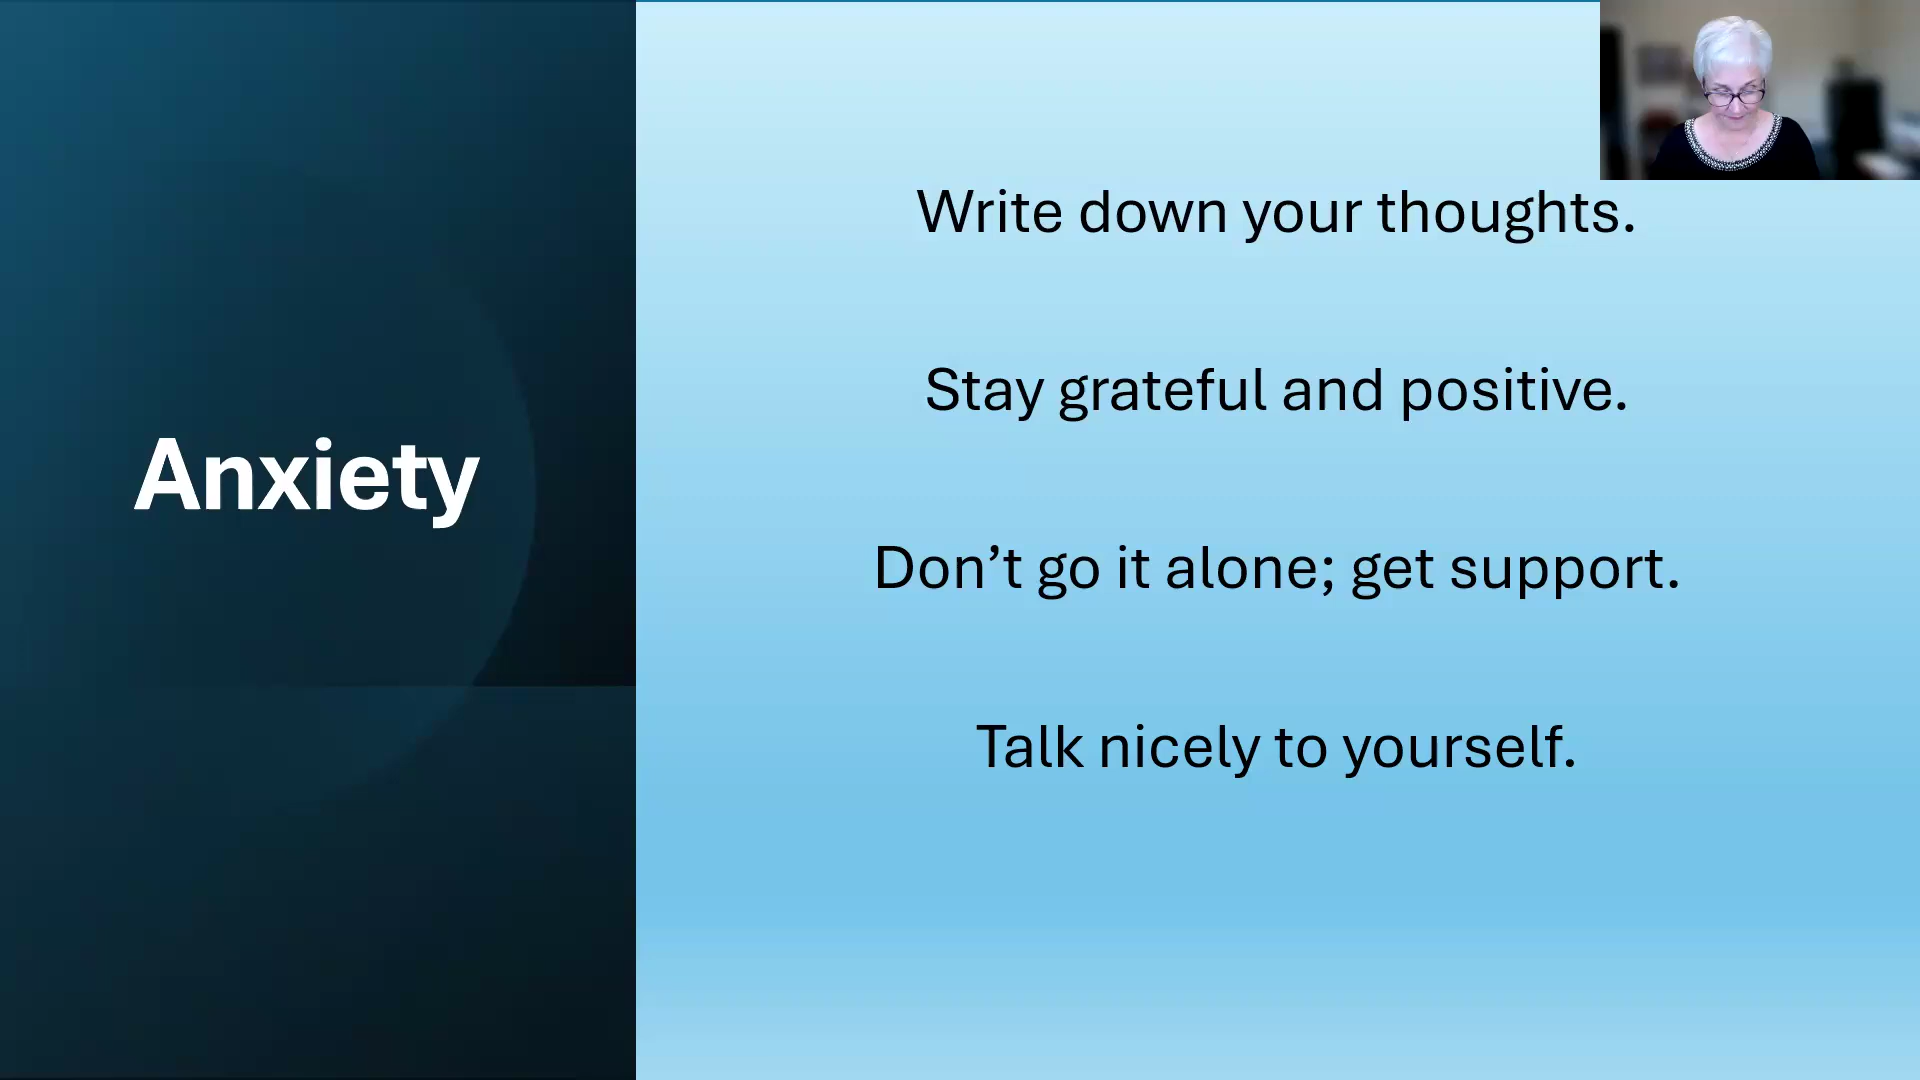 Anxiety
Write down your thoughts.
Stay grateful and positive.
Don’t go it alone; get support.
Talk nicely to yourself.